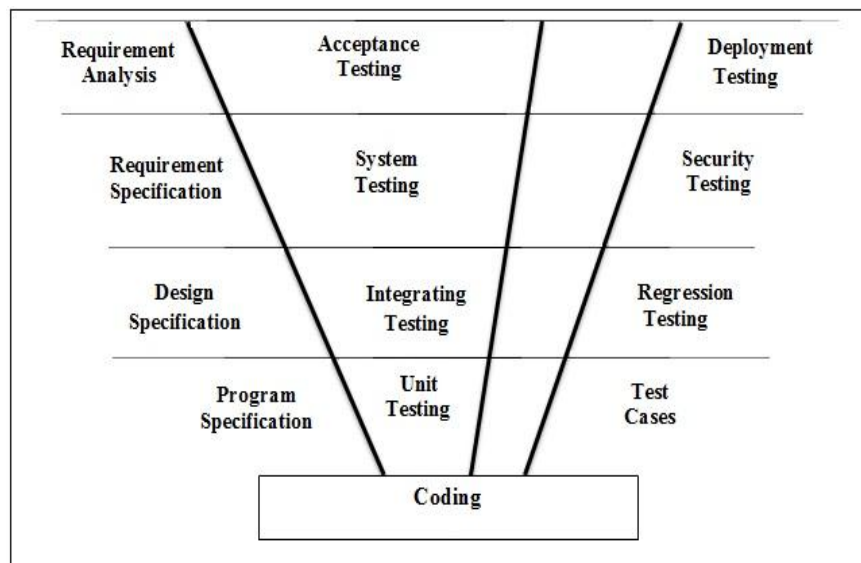 Requirement
Analysis
Acceptance
Testing
Deployment
Testing
Requirement
Specification
System
Testing
Security
Testing
Design
Specification
Integrating
Testing
Regression
Testing
Program
Specification
Unit
Testing
Test
Cases
Coding